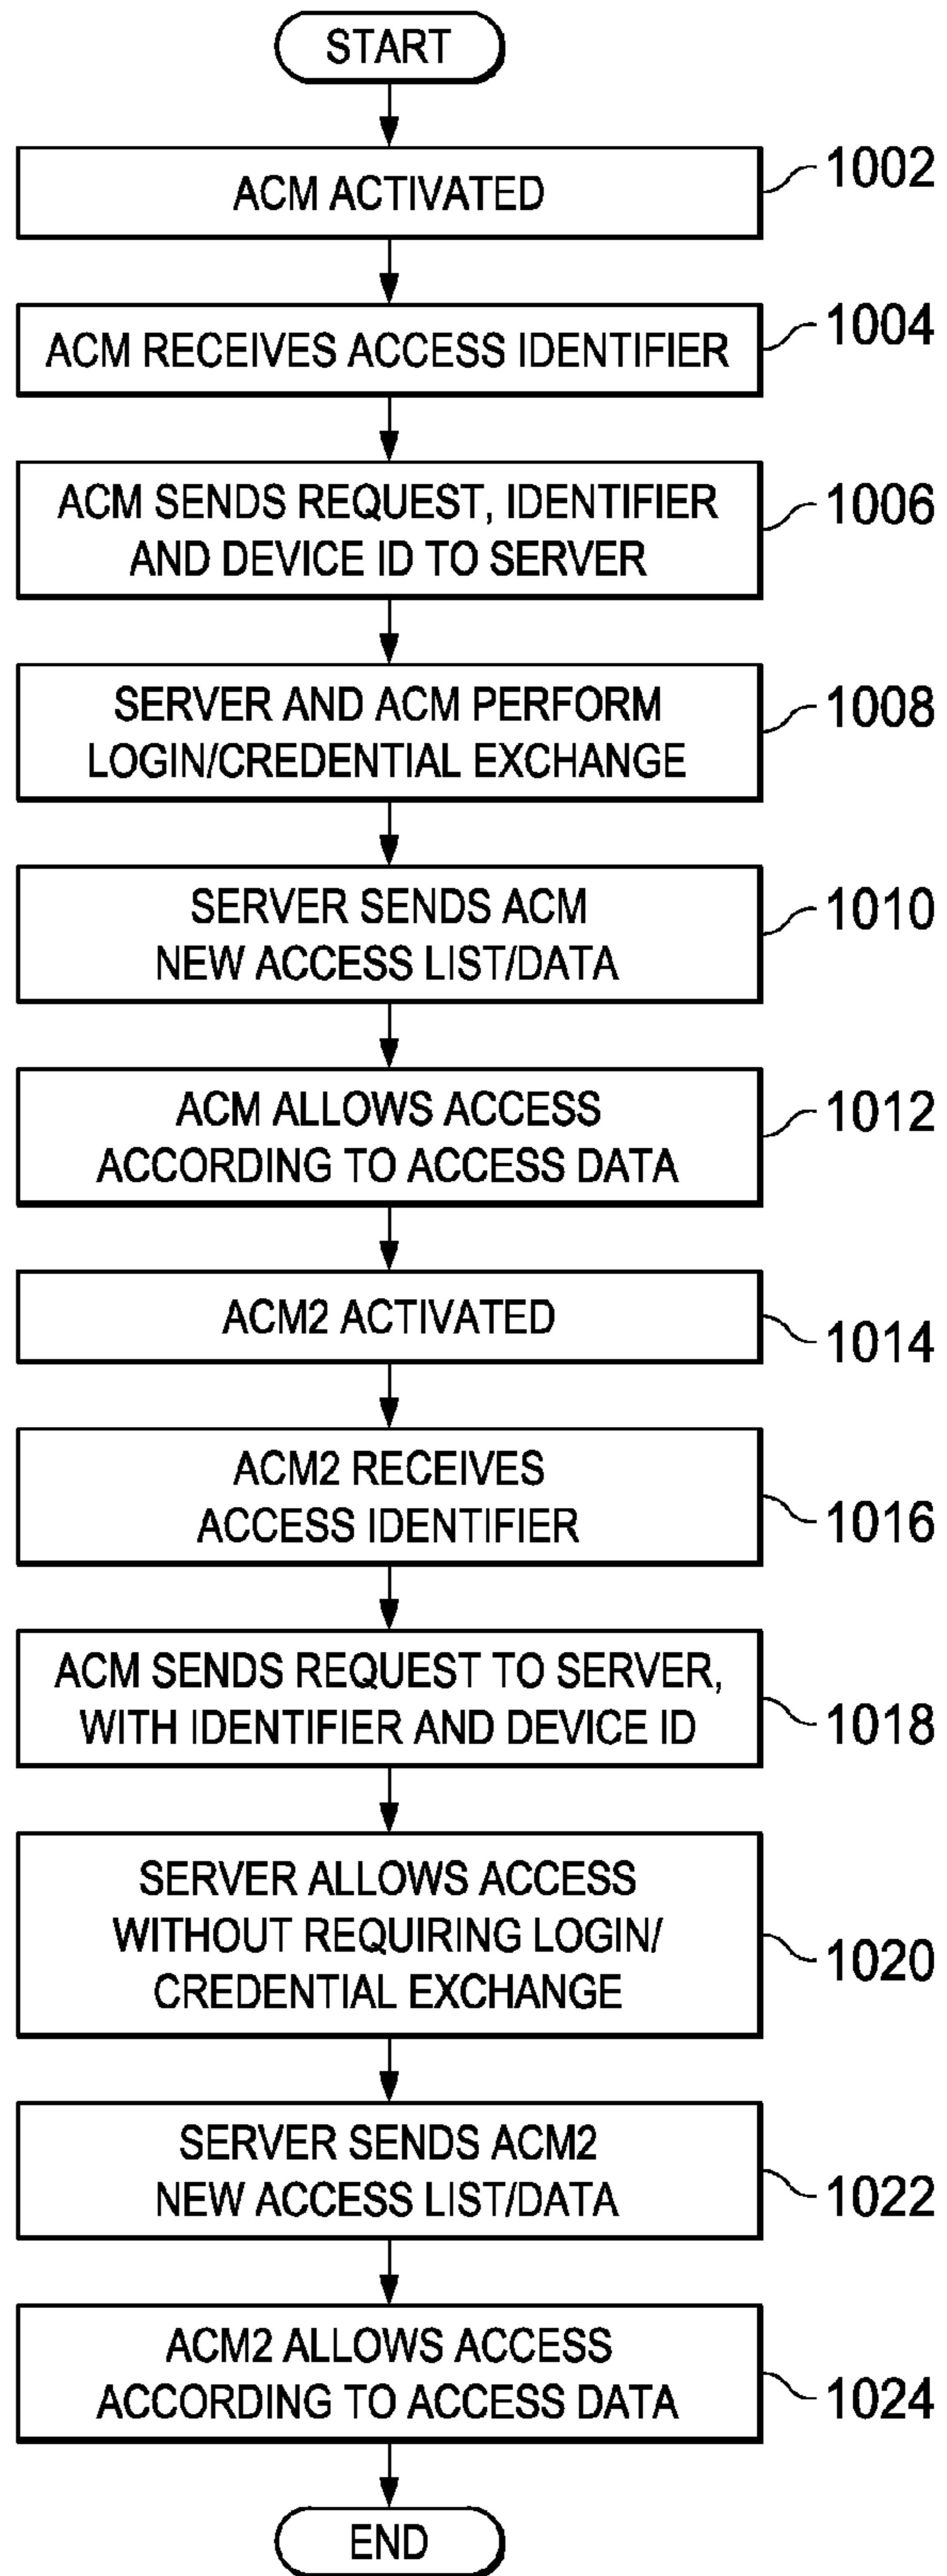 START
ACM ACTIVATED
1002
ACM RECEIVES ACCESS IDENTIFIER
1004
ACM SENDS REQUEST, IDENTIFIER
AND DEVICE ID TO SERVER
1006
SERVER AND ACM PERFORM
LOGIN/CREDENTIAL EXCHANGE
1008
SERVER SENDS ACM
NEW ACCESS LIST/DATA
1010
ACM ALLOWS ACCESS
ACCORDING TO ACCESS DATA
1012
ACM2 ACTIVATED
1014
ACM2 RECEIVES
ACCESS IDENTIFIER
1016
ACM SENDS REQUEST TO SERVER,
WITH IDENTIFIER AND DEVICE ID
1018
SERVER ALLOWS ACCESS
WITHOUT REQUIRING LOGIN/
CREDENTIAL EXCHANGE
1020
SERVER SENDS ACM2
NEW ACCESS LIST/DATA
1022
ACM2 ALLOWS ACCESS
ACCORDING TO ACCESS DATA
1024
END